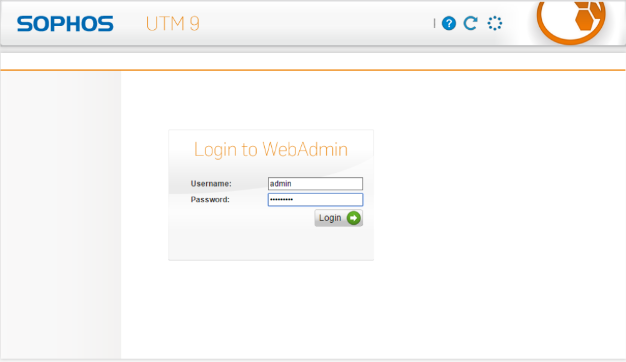 SOPHOS UTM 9
Login to WebAdmin
Username: admin
Password: •••••••••
Login